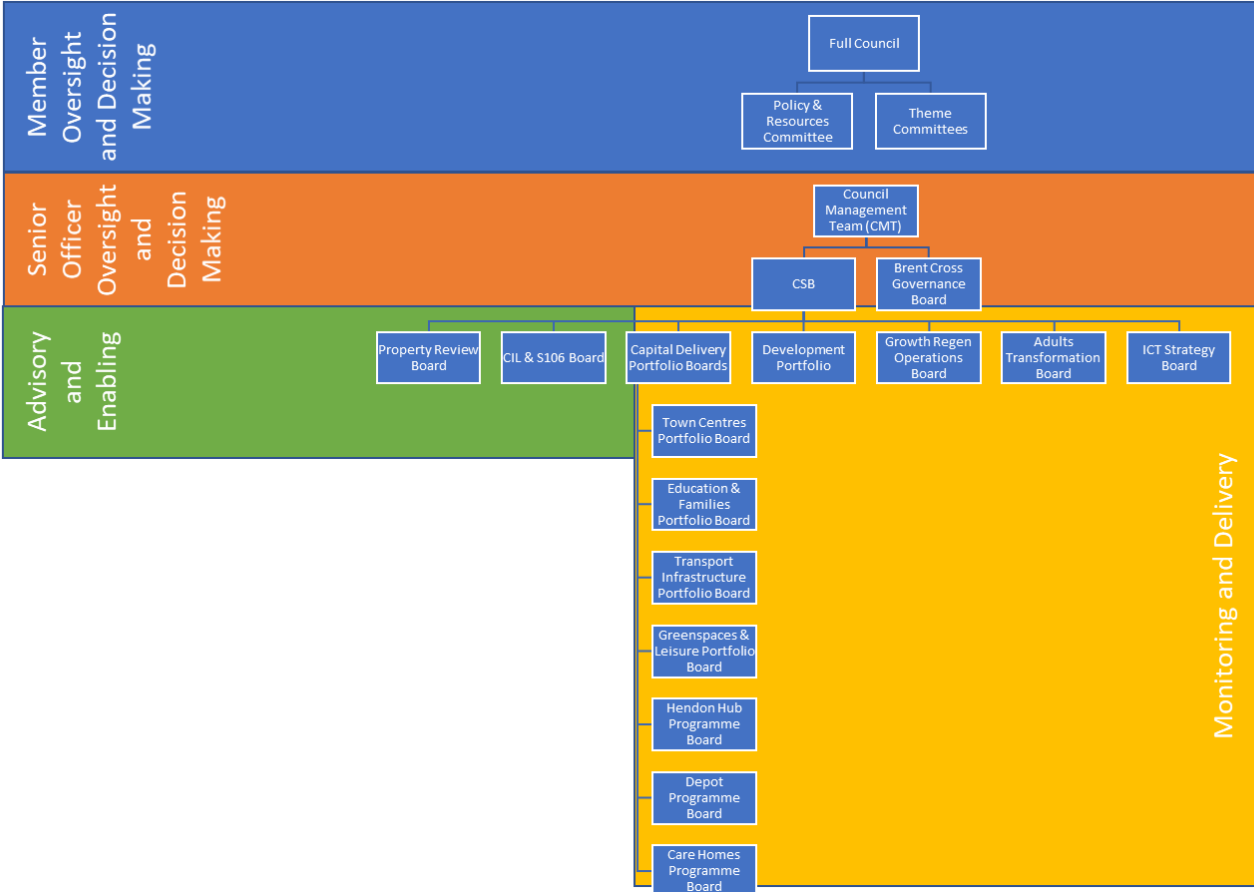 Member
Oversight
and Decision
Making
Full Council
Policy &
Resources
Committee
Theme
Committees
Senior
Officer
Oversight
and
Decision
Making
Council
Management
Team (CMT)
CSB
Brent Cross
Governance
Board
Advisory
and
Enabling
Property Review
Board
CIL & S106 Board
Capital Delivery
Portfolio Boards
Development
Portfolio
Growth Regen
Operations
Board
Adults
Transformation
Board
ICT Strategy
Board
Town Centres
Portfolio Board
Education &
Families
Portfolio Board
Transport
Infrastructure
Portfolio Board
Greenspaces &
Leisure Portfolio
Board
Hendon Hub
Programme
Board
Depot
Programme
Board
Care Homes
Programme
Board
Monitoring and Delivery